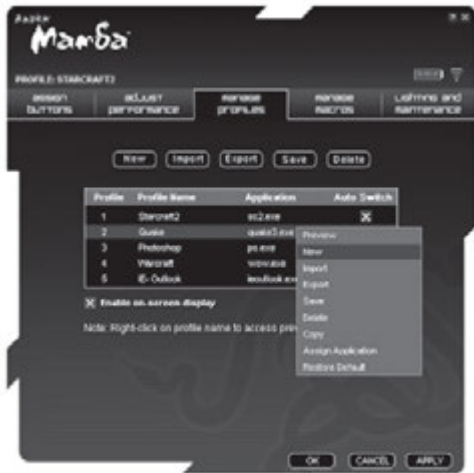 Razer
Mamba
PROFILE: STARCRAFT2
assign buttons
adjust performance
manage profiles
manage macros
lighting and maintenance
New Import Export Save Delete
Profile Profile Name Application Auto Switch
1 Starcraft2 sc2.exe
2 Quake quake3.exe
3 Photoshop ps.exe
4 Warcraft wow.exe
5 IE- Outlook ieoutlook.exe
Preview
New
Import
Export
Save
Delete
Copy
Assign Application
Restore Default
Enable on-screen display
Note: Right-click on profile name to access
OK CANCEL APPLY